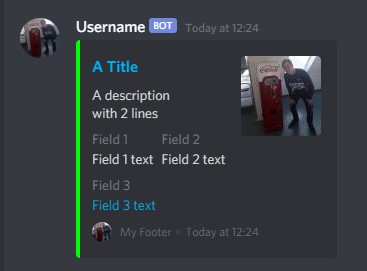 Username BOT Today at 12:24
A Title
A description
with 2 lines
Field 1 Field 2
Field 1 text Field 2 text
Field 3
Field 3 text
My Footer • Today at 12:24